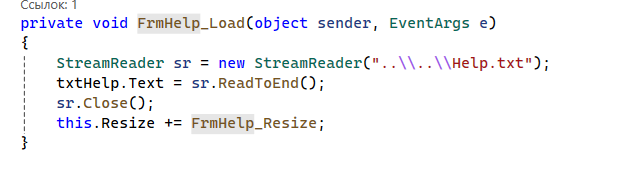 Ссылок: 1
private void FrmHelp_Load(object sender, EventArgs e)
{
StreamReader sr = new StreamReader("..\\..\\Help.txt");
txtHelp.Text = sr.ReadToEnd();
sr.Close();
this.Resize += FrmHelp_Resize;
}